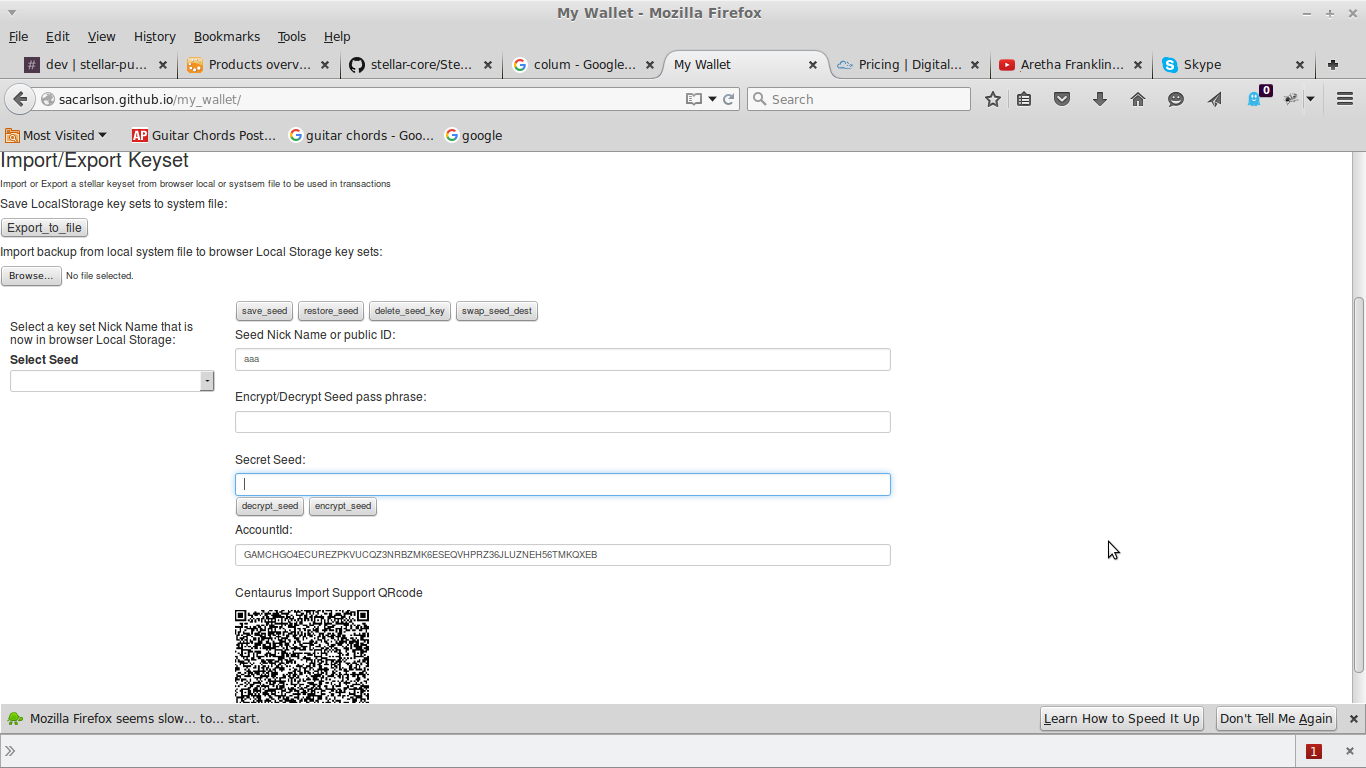 My Wallet - Mozilla Firefox
File Edit View History Bookmarks Tools Help
# dev | stellar-pu... Products overv... stellar-core/Ste... colum - Google... My Wallet Pricing | Digital... Aretha Franklin... Skype
sacarlson.github.io/my_wallet/ Search 0
Most Visited AP Guitar Chords Post... guitar chords - Goo... google
Import/Export Keyset
Import or Export a stellar keyset from browser local or systsem file to be used in transactions
Save LocalStorage key sets to system file:
Export_to_file
Import backup from local system file to browser Local Storage key sets:
Browse... No file selected.
save_seed restore_seed delete_seed_key swap_seed_dest
Select a key set Nick Name that is
now in browser Local Storage:
Select Seed
Seed Nick Name or public ID:
aaa
Encrypt/Decrypt Seed pass phrase:
Secret Seed:
decrypt_seed encrypt_seed
AccountId:
GAMCHGO4ECUREZPKVUCQZ3NRBZMK6ESEQVHPRZ36JLUZNEH56TMKQXEB
Centaurus Import Support QRcode
Mozilla Firefox seems slow... to... start. Learn How to Speed It Up Don't Tell Me Again
1